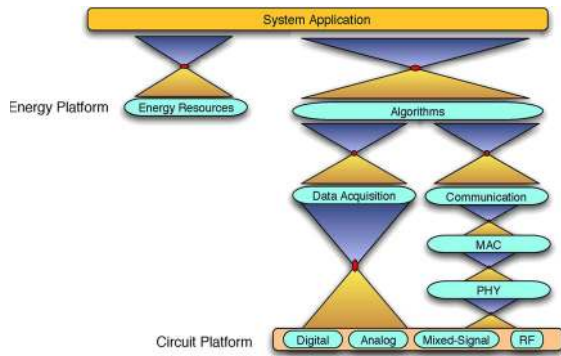 System Application
Energy Platform
Energy Resources
Algorithms
Data Acquisition
Communication
MAC
PHY
Circuit Platform
Digital
Analog
Mixed-Signal
RF